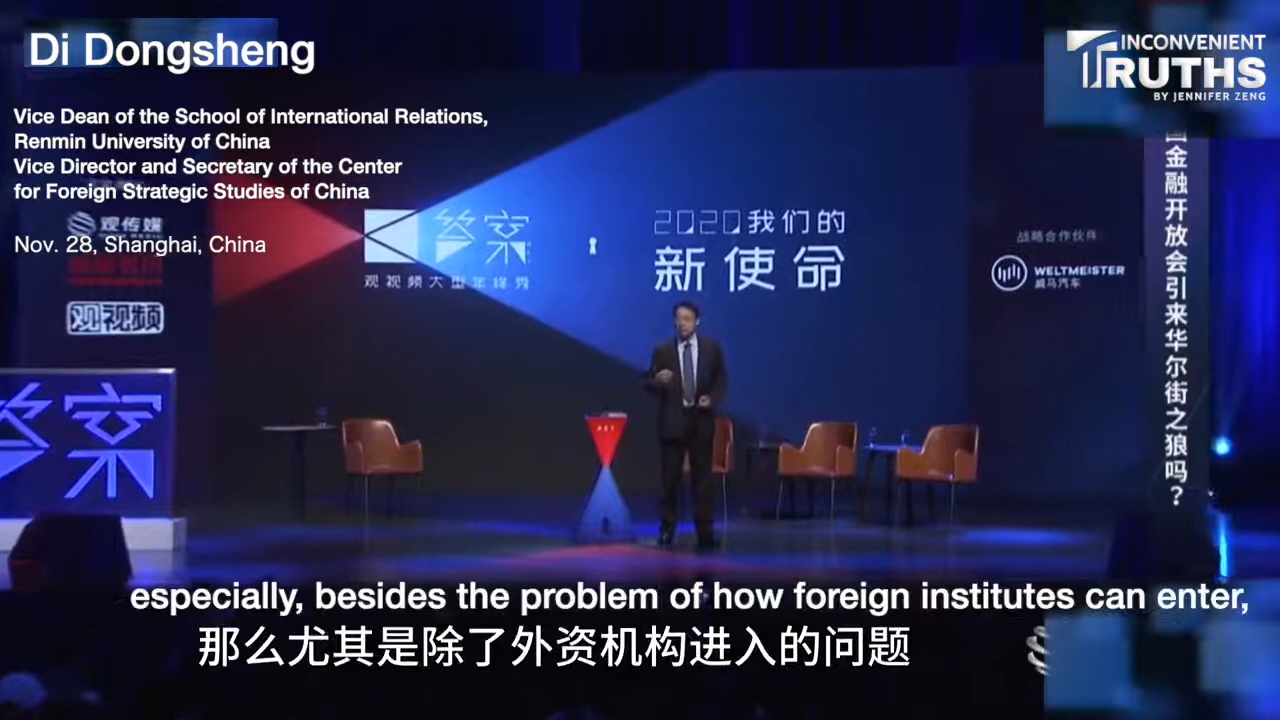 Di Dongsheng
INCONVENIENT
TRUTHS
BY JENNIFER ZENG
Vice Dean of the School of International Relations,
Renmin University of China
Vice Director and Secretary of the Center
for Foreign Strategic Studies of China
Nov. 28, Shanghai, China
观传媒
观视频
答案
观视频大型年终秀
2020我们的
新使命
战略合作伙伴
WELTMEISTER
威马汽车
国金融开放会引来华尔街之狼吗？
答案
especially, besides the problem of how foreign institutes can enter,
那么尤其是除了外资机构进入的问题